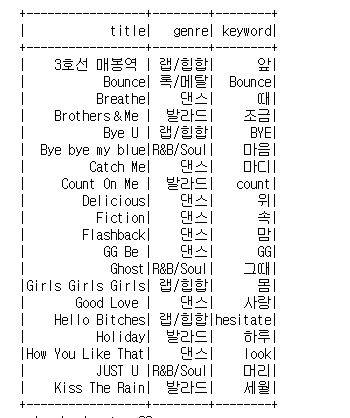 +-------------------+--------+--------+
| title| genre| keyword|
+-------------------+--------+--------+
| 3호선 매봉역 | 랩/힙합| 앞|
| Bounce| 록/메탈| Bounce|
| Breathe| 댄스| 때|
| Brothers＆Me | 발라드| 조금|
| Bye U | 랩/힙합| BYE|
| Bye bye my blue|R&B/Soul| 마음|
| Catch Me| 댄스| 마디|
| Count On Me | 발라드| count|
| Delicious| 댄스| 위|
| Fiction| 댄스| 속|
| Flashback| 댄스| 맘|
| GG Be | 댄스| GG|
| Ghost|R&B/Soul| 그때|
|Girls Girls Girls| 랩/힙합| 몸|
| Good Love | 댄스| 사랑|
| Hello Bitches| 랩/힙합|hesitate|
| Holiday| 발라드| 하루|
|How You Like That| 댄스| look|
| JUST U |R&B/Soul| 머리|
| Kiss The Rain| 발라드| 세월|
+-------------------+--------+--------+